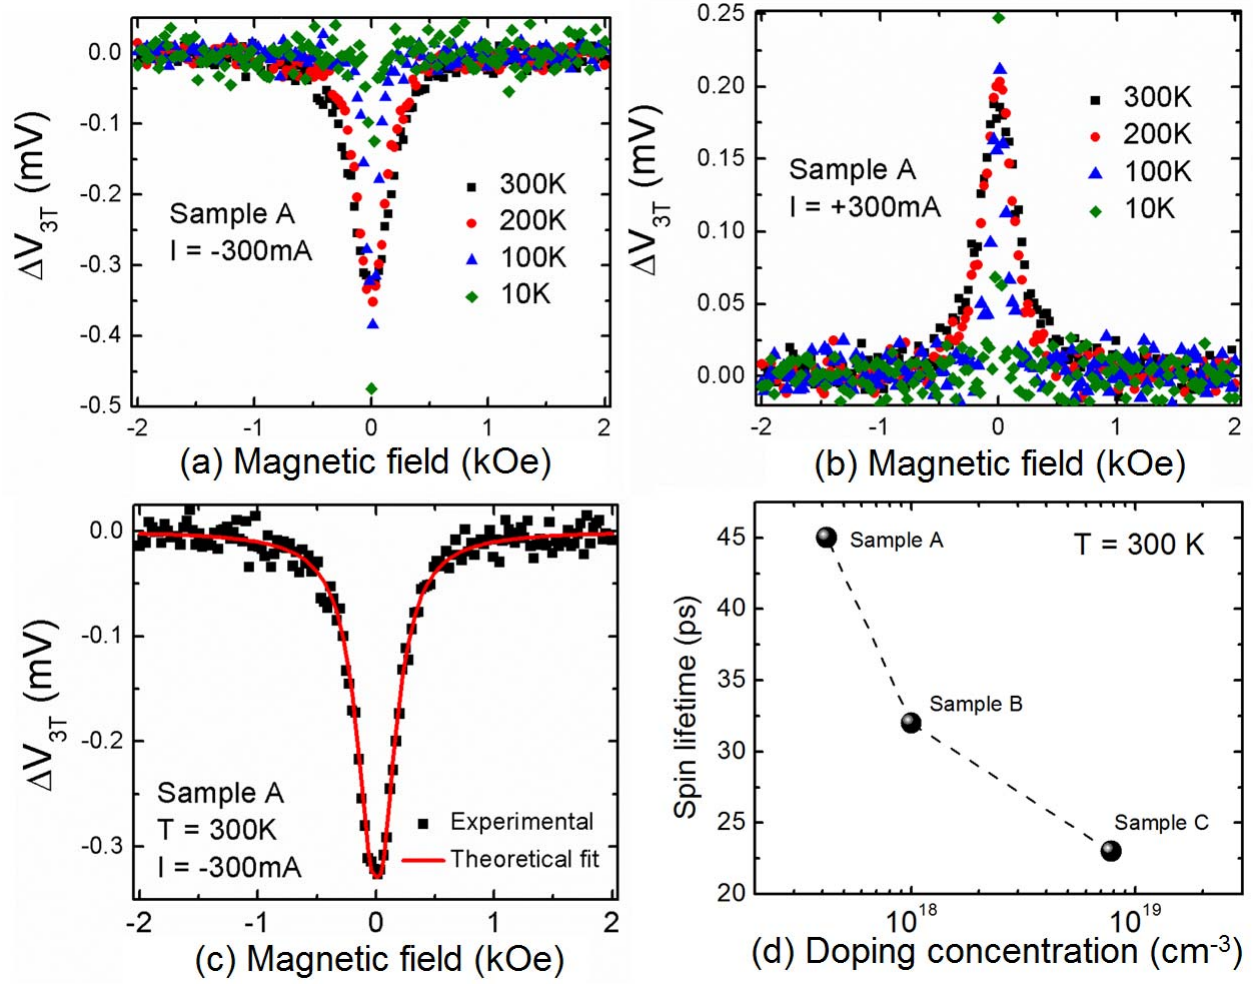 0.0
-0.1
-0.2
-0.3
-0.4
-0.5
ΔV3T (mV)
Sample A
I = -300mA
300K
200K
100K
10K
-2 -1 0 1 2
(a) Magnetic field (kOe)
0.25
0.20
0.15
0.10
0.05
0.00
ΔV3T (mV)
Sample A
I = +300mA
300K
200K
100K
10K
-2 -1 0 1 2
(b) Magnetic field (kOe)
0.0
-0.1
-0.2
-0.3
ΔV3T (mV)
Sample A
T = 300K
I = -300mA
Experimental
Theoretical fit
-2 -1 0 1 2
(c) Magnetic field (kOe)
45
40
35
30
25
20
Spin lifetime (ps)
T = 300 K
Sample A
Sample B
Sample C
10^18 10^19
(d) Doping concentration (cm^-3)